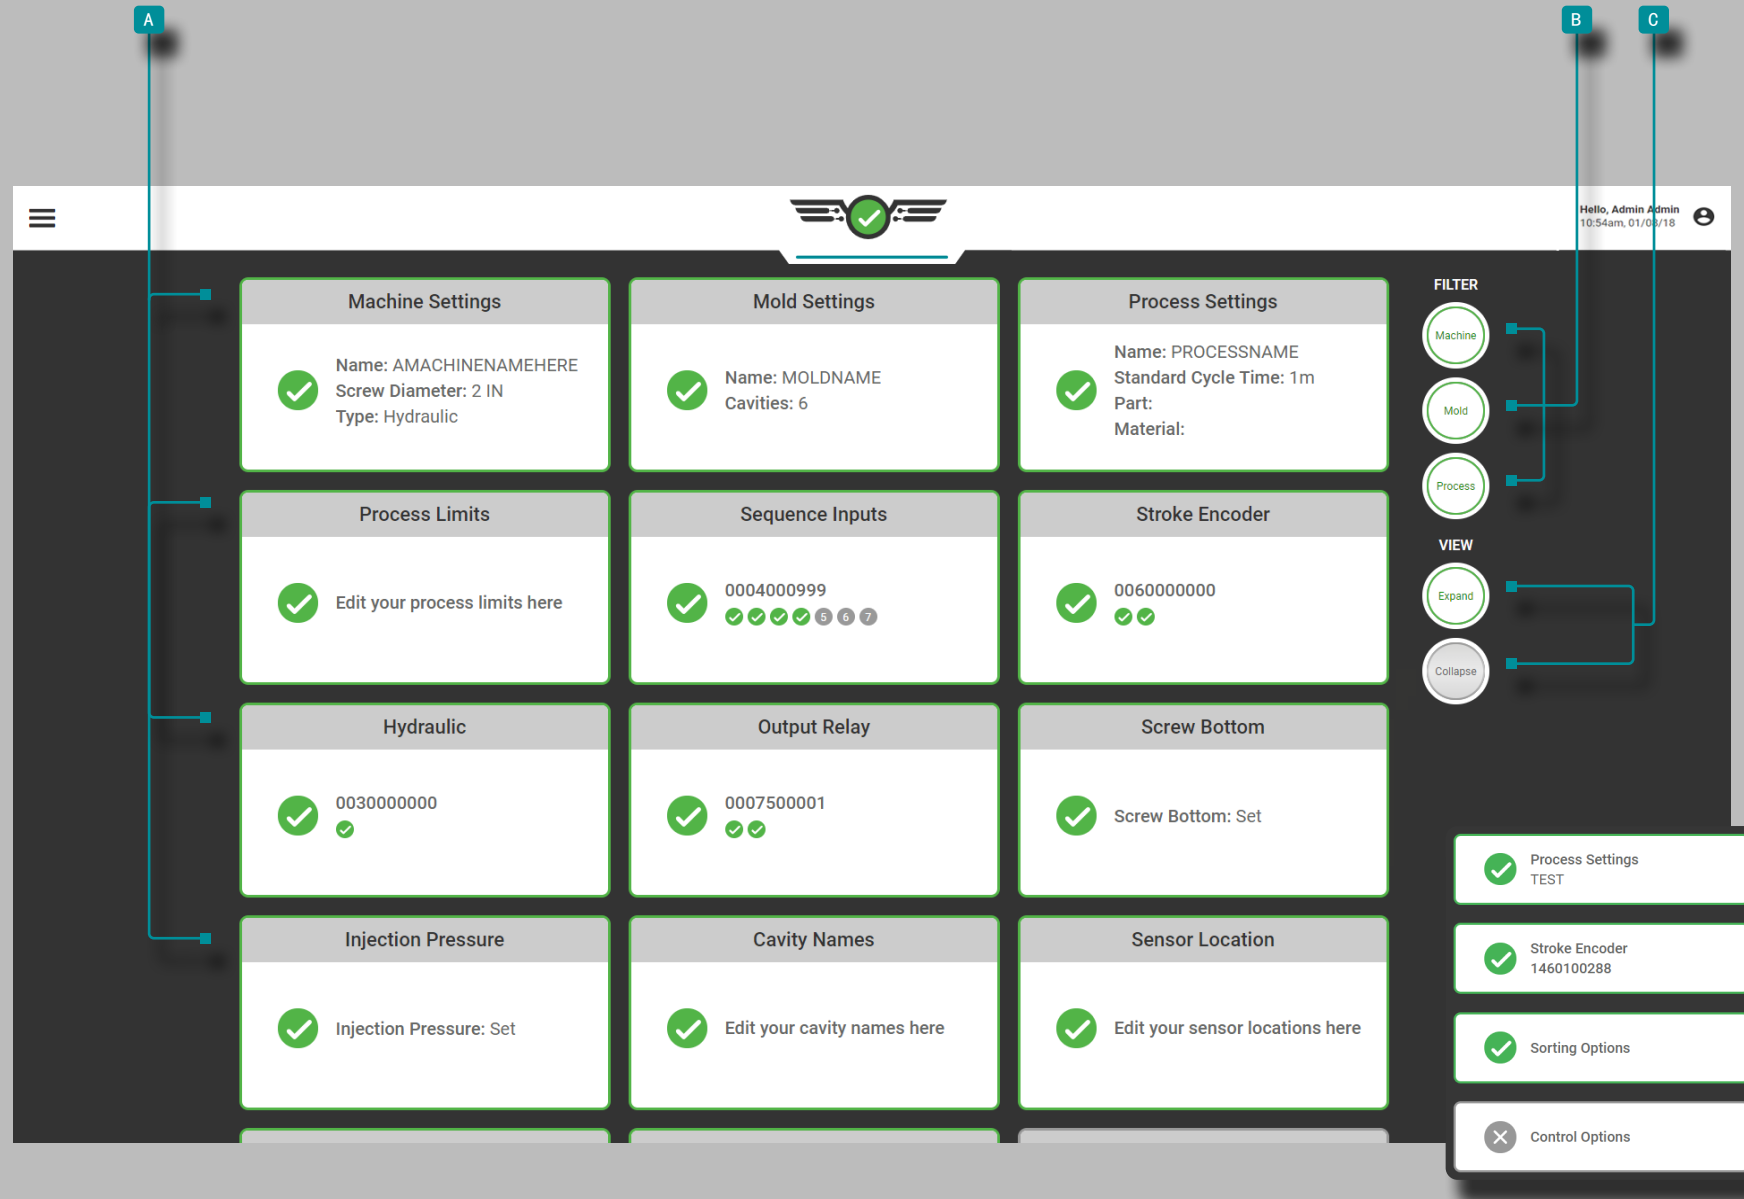 A
B
C
Hello, Admin Admin
10:54am, 01/08/18
Machine Settings
Name: AMACHINENAMEHERE
Screw Diameter: 2 IN
Type: Hydraulic
Mold Settings
Name: MOLDNAME
Cavities: 6
Process Settings
Name: PROCESSNAME
Standard Cycle Time: 1m
Part:
Material:
FILTER
Machine
Mold
Process
Process Limits
Edit your process limits here
Sequence Inputs
0004000999
5 6 7
Stroke Encoder
0060000000
VIEW
Expand
Collapse
Hydraulic
0030000000
Output Relay
0007500001
Screw Bottom
Screw Bottom: Set
Injection Pressure
Injection Pressure: Set
Cavity Names
Edit your cavity names here
Sensor Location
Edit your sensor locations here
Process Settings
TEST
Stroke Encoder
1460100288
Sorting Options
Control Options